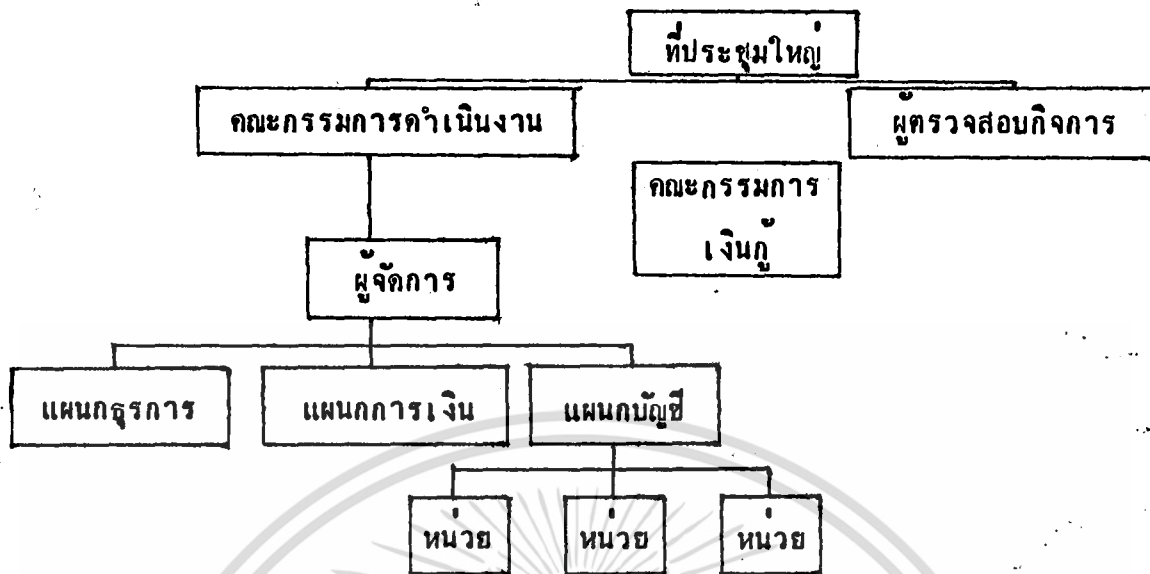 ที่ประชุมใหญ่
คณะกรรมการดำเนินงาน
ผู้ตรวจสอบกิจการ
คณะกรรมการ
เงินกู้
ผู้จัดการ
แผนกธุรการ
แผนกการเงิน
แผนกบัญชี
หน่วย
หน่วย
หน่วย